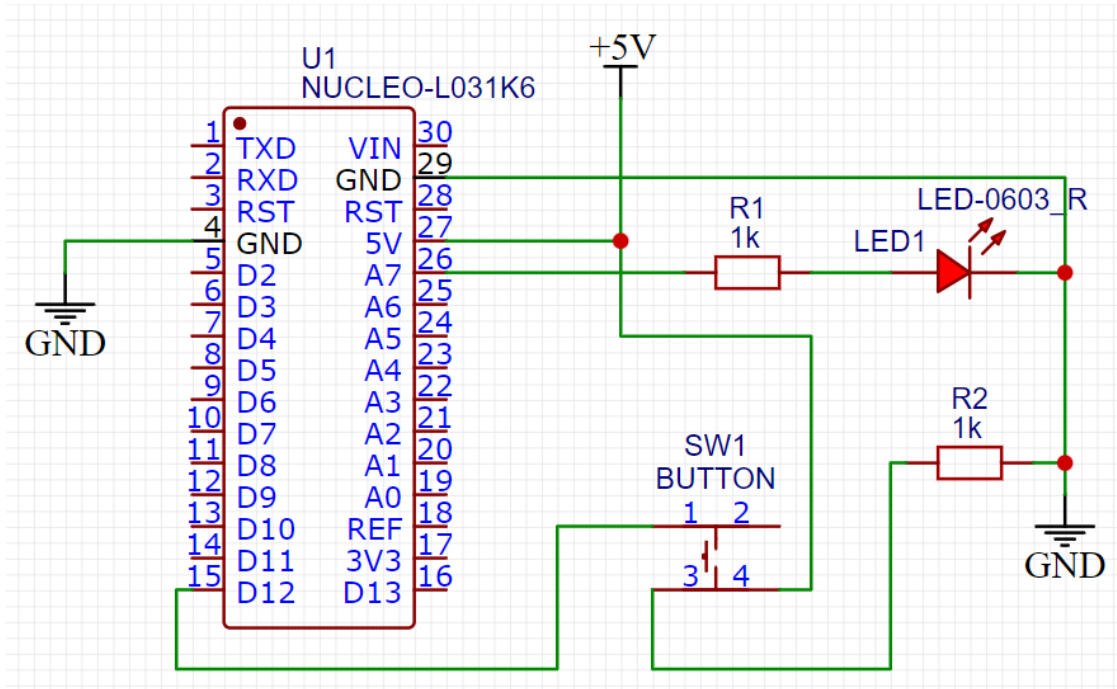 +5V
U1
NUCLEO-L031K6
1 TXD VIN 30
2 RXD GND 29
3 RST RST 28
4 GND 5V 27
5 D2 A7 26
6 D3 A6 25
7 D4 A5 24
8 D5 A4 23
9 D6 A3 22
10 D7 A2 21
11 D8 A1 20
12 D9 A0 19
13 D10 REF 18
14 D11 3V3 17
15 D12 D13 16
GND
R1
1k
LED-0603_R
LED1
R2
1k
SW1
BUTTON
1 2
3 4
GND